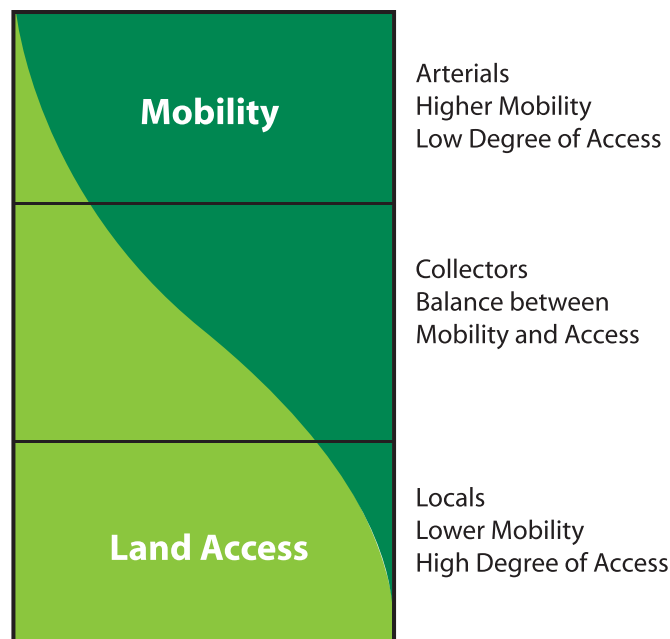 Mobility
Arterials
Higher Mobility
Low Degree of Access
Collectors
Balance between
Mobility and Access
Land Access
Locals
Lower Mobility
High Degree of Access